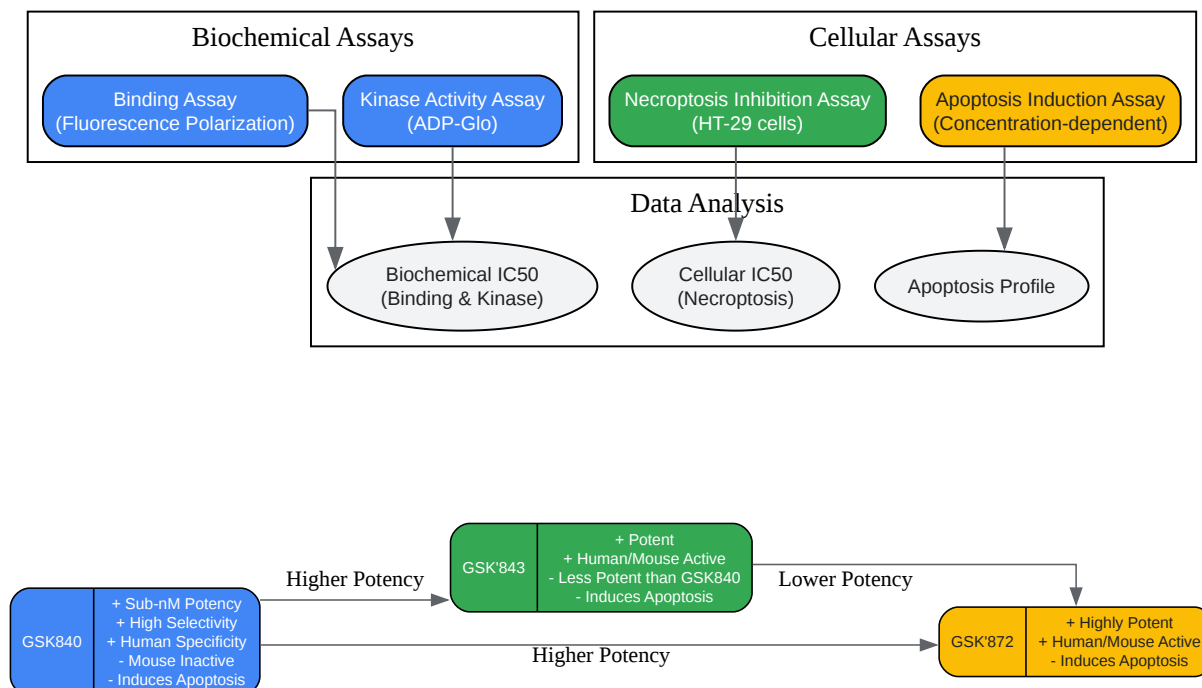 Biochemical Assays
Cellular Assays
Binding Assay
(Fluorescence Polarization)
Kinase Activity Assay
(ADP-Glo)
Necroptosis Inhibition Assay
(HT-29 cells)
Apoptosis Induction Assay
(Concentration-dependent)
Data Analysis
Biochemical IC50
(Binding & Kinase)
Cellular IC50
(Necroptosis)
Apoptosis Profile
GSK840
+ Sub-nM Potency
+ High Selectivity
+ Human Specificity
- Mouse Inactive
- Induces Apoptosis
Higher Potency
GSK'843
+ Potent
+ Human/Mouse Active
- Less Potent than GSK840
- Induces Apoptosis
Lower Potency
Higher Potency
GSK'872
+ Highly Potent
+ Human/Mouse Active
- Induces Apoptosis